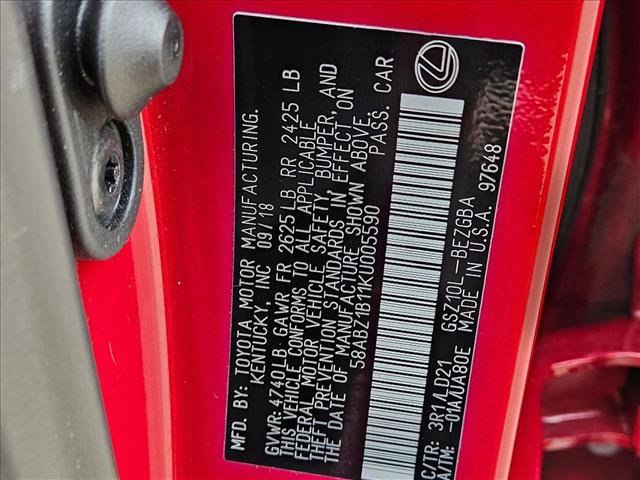 MFD. BY: TOYOTA MOTOR MANUFACTURING.
KENTUCKY, INC 09/18
GVWR: 4740LB GAWR FR 2625LB RR 2425 LB
THIS VEHICLE CONFORMS TO ALL APPLICABLE
FEDERAL MOTOR VEHICLE SAFETY, BUMPER, AND
THEFT PREVENTION STANDARDS IN EFFECT ON
THE DATE OF MANUFACTURE SHOWN ABOVE.
58ABZ1B11KU005590 PASS. CAR
C/TR: 3R1/LD21 GSZ10L-BEZGBA
A/TM: -01A/UA80E MADE IN U.S.A. 97648